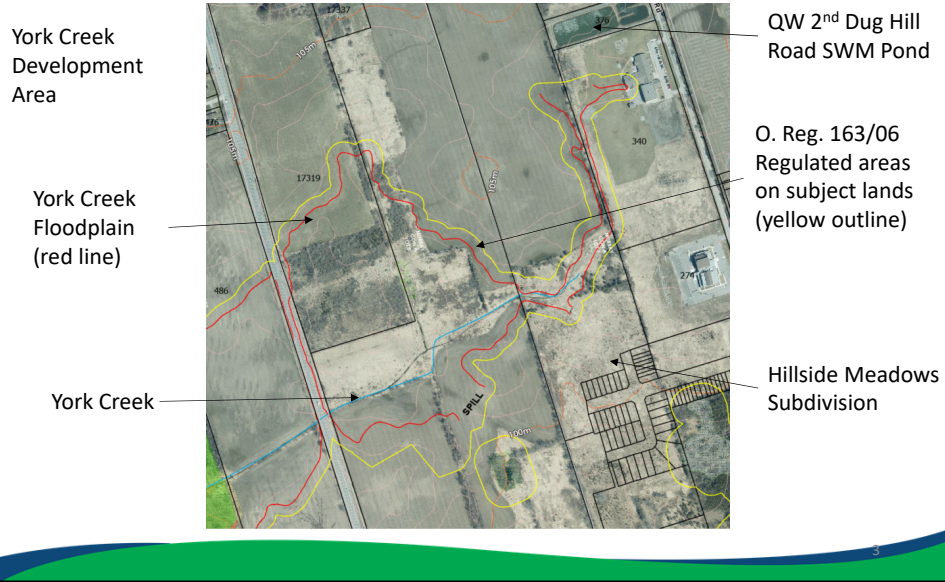 York Creek
Development
Area
York Creek
Floodplain
(red line)
York Creek
QW 2nd Dug Hill
Road SWM Pond
O. Reg. 163/06
Regulated areas
on subject lands
(yellow outline)
Hillside Meadows
Subdivision
17337
105m
376
Rd
340
105m
17319
105m
486
274
SPILL
100m
3